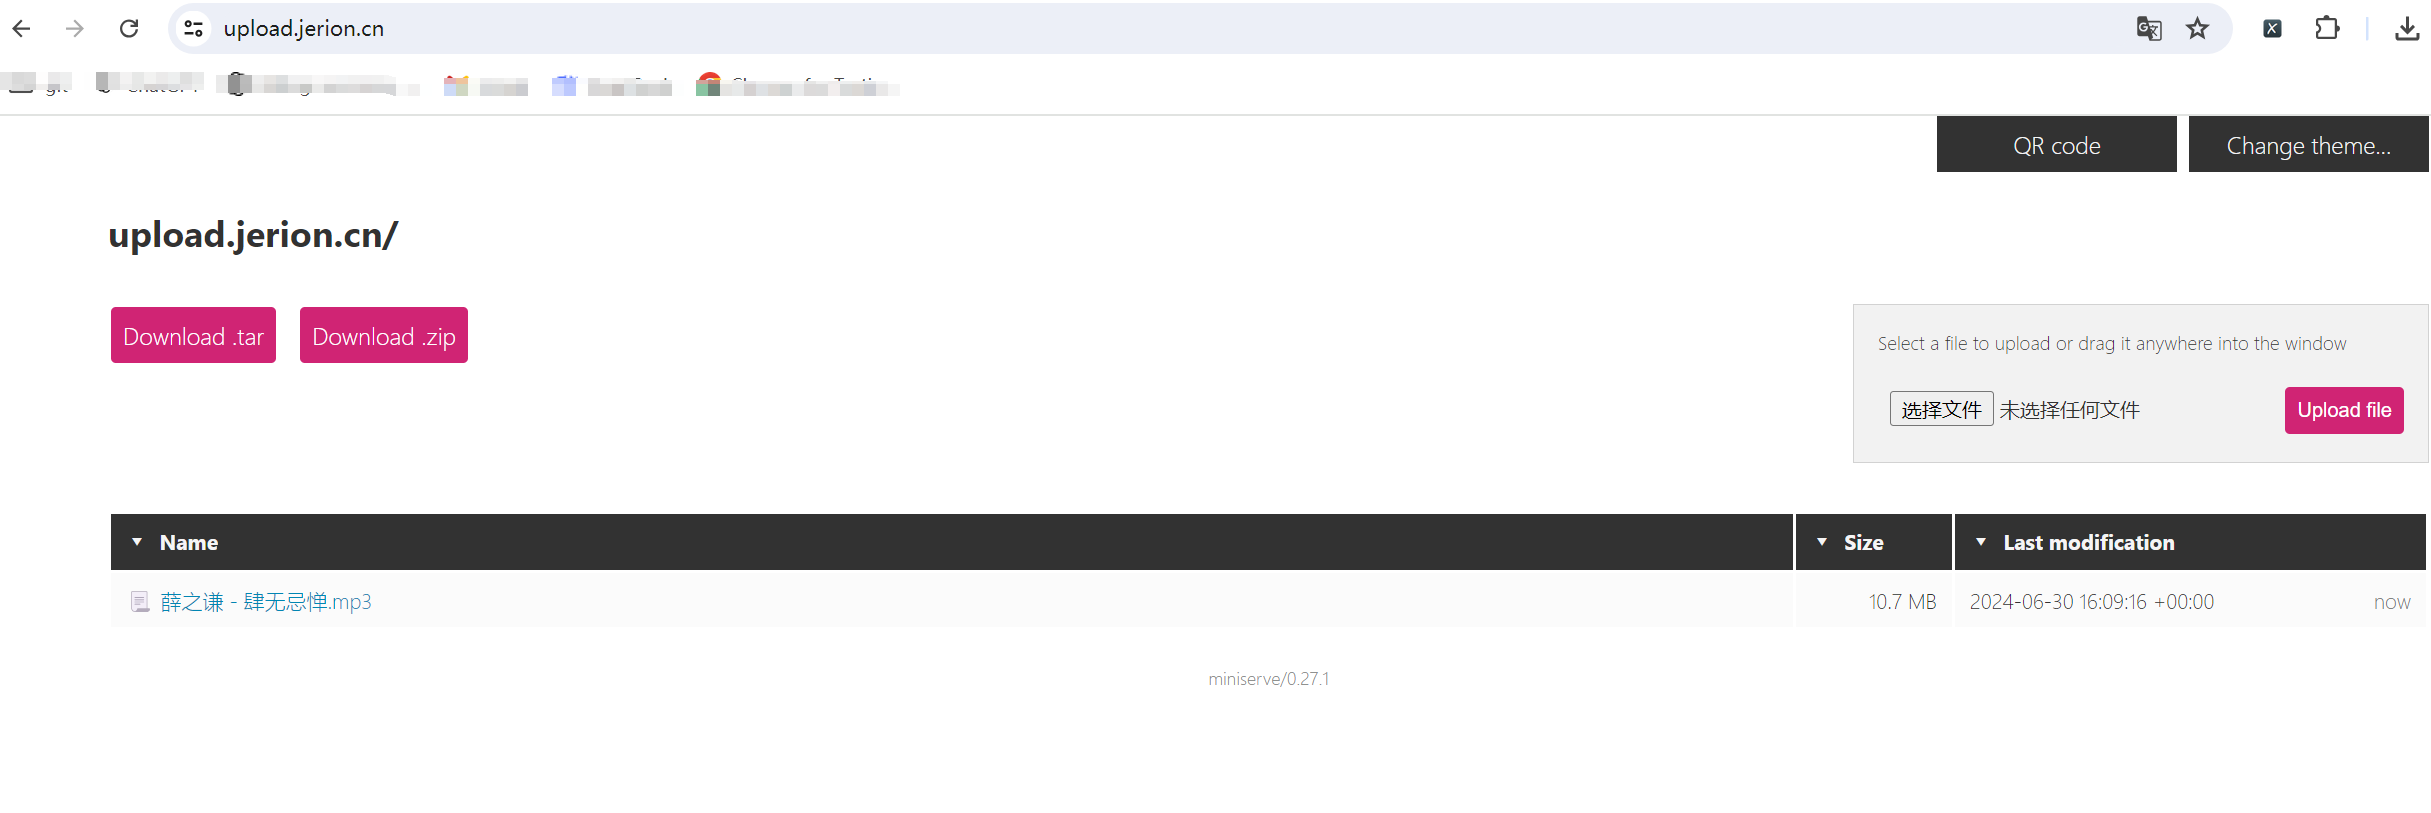 upload.jerion.cn
QR code
Change theme...
upload.jerion.cn/
Download .tar
Download .zip
Select a file to upload or drag it anywhere into the window
选择文件 未选择任何文件
Upload file
Name
Size
Last modification
薛之谦 - 肆无忌惮.mp3
10.7 MB
2024-06-30 16:09:16 +00:00
now
miniserve/0.27.1